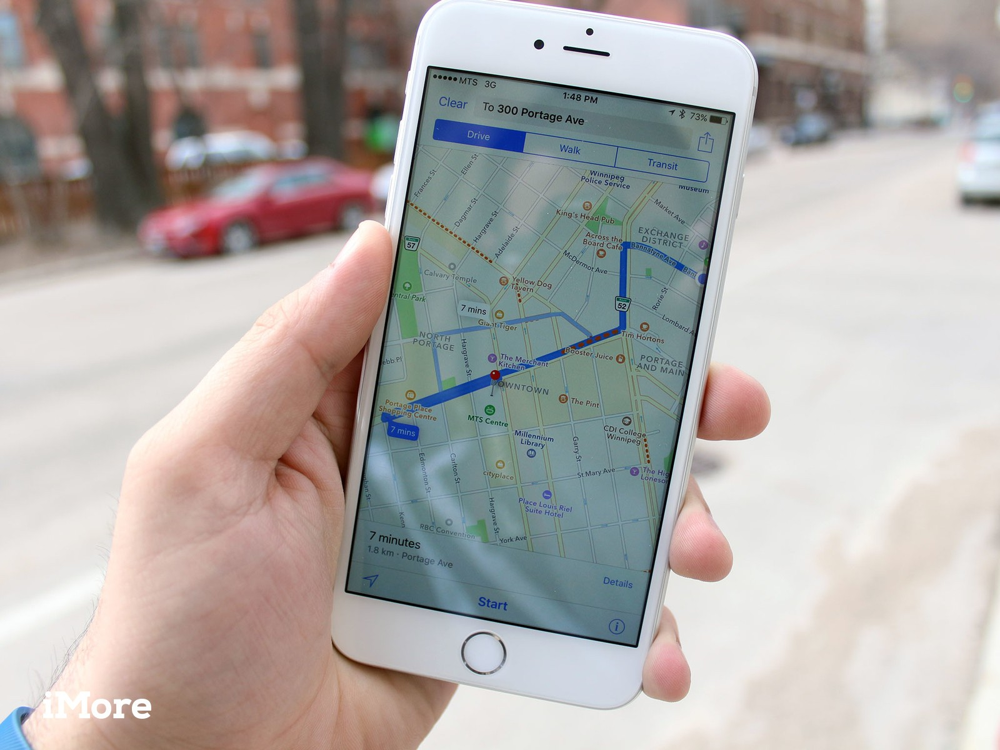 MTS 3G
1:48 PM
73%
Clear
To 300 Portage Ave
Drive
Walk
Transit
Frances St
Ellen St
Winnipeg
Police Service
Museum
Dagmar St
Hargrave St
Adelaide St
King's Head Pub
Market Ave
EXCHANGE
DISTRICT
Across the
Board Cafe
57
Bannatyne Ave
McDermot Ave
Calvary Temple
Yellow Dog
Tavern
entral Park
52
Rorie St
7 mins
Giant Tiger
Lombard A
NORTH
PORTAGE
Tim Hortons
Hargrave St
Booster Juice
ebb Pl
The Merchant
Kitchen
PORTAGE
AND MAIN
DOWNTOWN
Portage Place
Shopping Centre
The Pint
MTS Centre
7 mins
CDI College
Winnipeg
Millennium
Library
Garry St
Edmonton St
Carlton St
cityplace
St Mary Ave
The Hig
Loneson
Place Louis Riel
Suite Hotel
Hargrave St
Kenn
RBC Convention
York Ave
7 minutes
1.8 km · Portage Ave
Details
Start
iMore